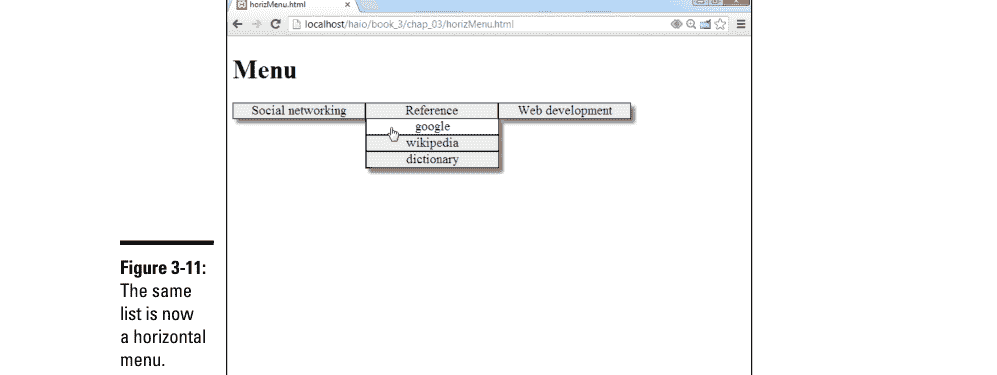 horizMenu.html
localhost/haio/book_3/chap_03/horizMenu.html
Menu
Social networking Reference Web development
google
wikipedia
dictionary
Figure 3-11:
The same
list is now
a horizontal
menu.